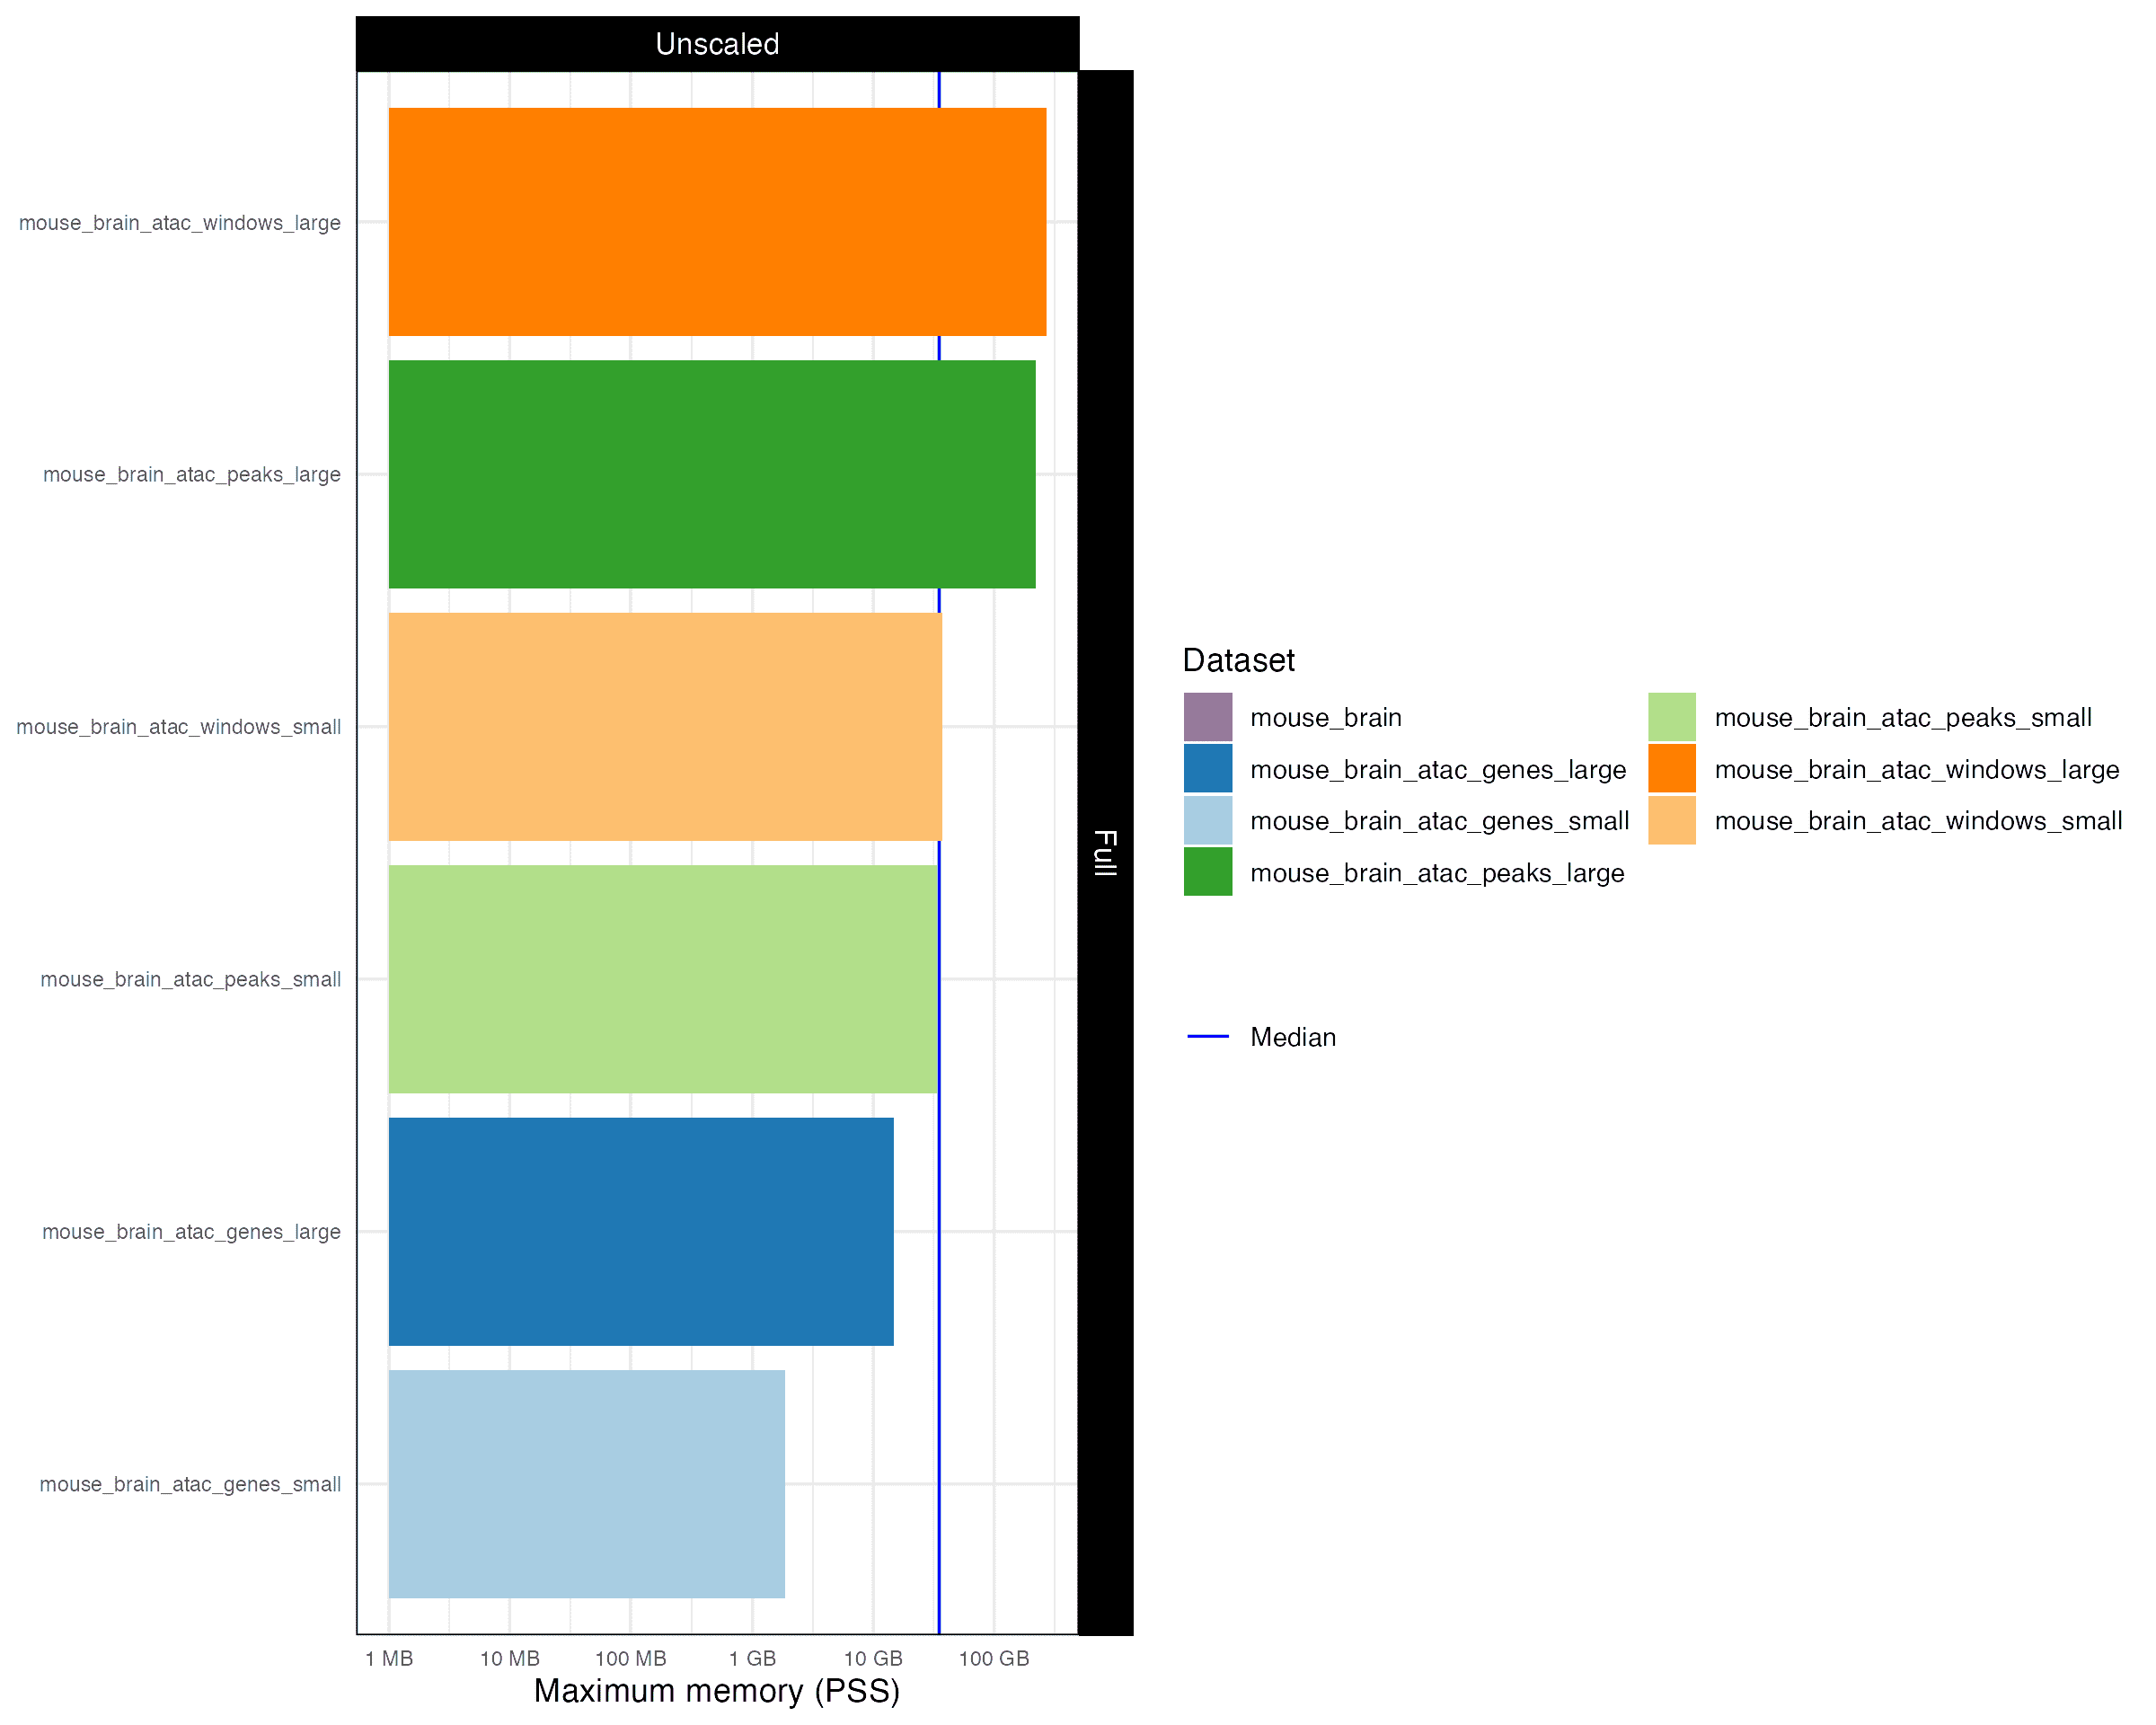 Unscaled
mouse_brain_atac_windows_large
mouse_brain_atac_peaks_large
mouse_brain_atac_windows_small
mouse_brain_atac_peaks_small
mouse_brain_atac_genes_large
mouse_brain_atac_genes_small
1 MB 10 MB 100 MB 1 GB 10 GB 100 GB
Maximum memory (PSS)
Full
Dataset
mouse_brain
mouse_brain_atac_genes_large
mouse_brain_atac_genes_small
mouse_brain_atac_peaks_large
mouse_brain_atac_peaks_small
mouse_brain_atac_windows_large
mouse_brain_atac_windows_small
Median